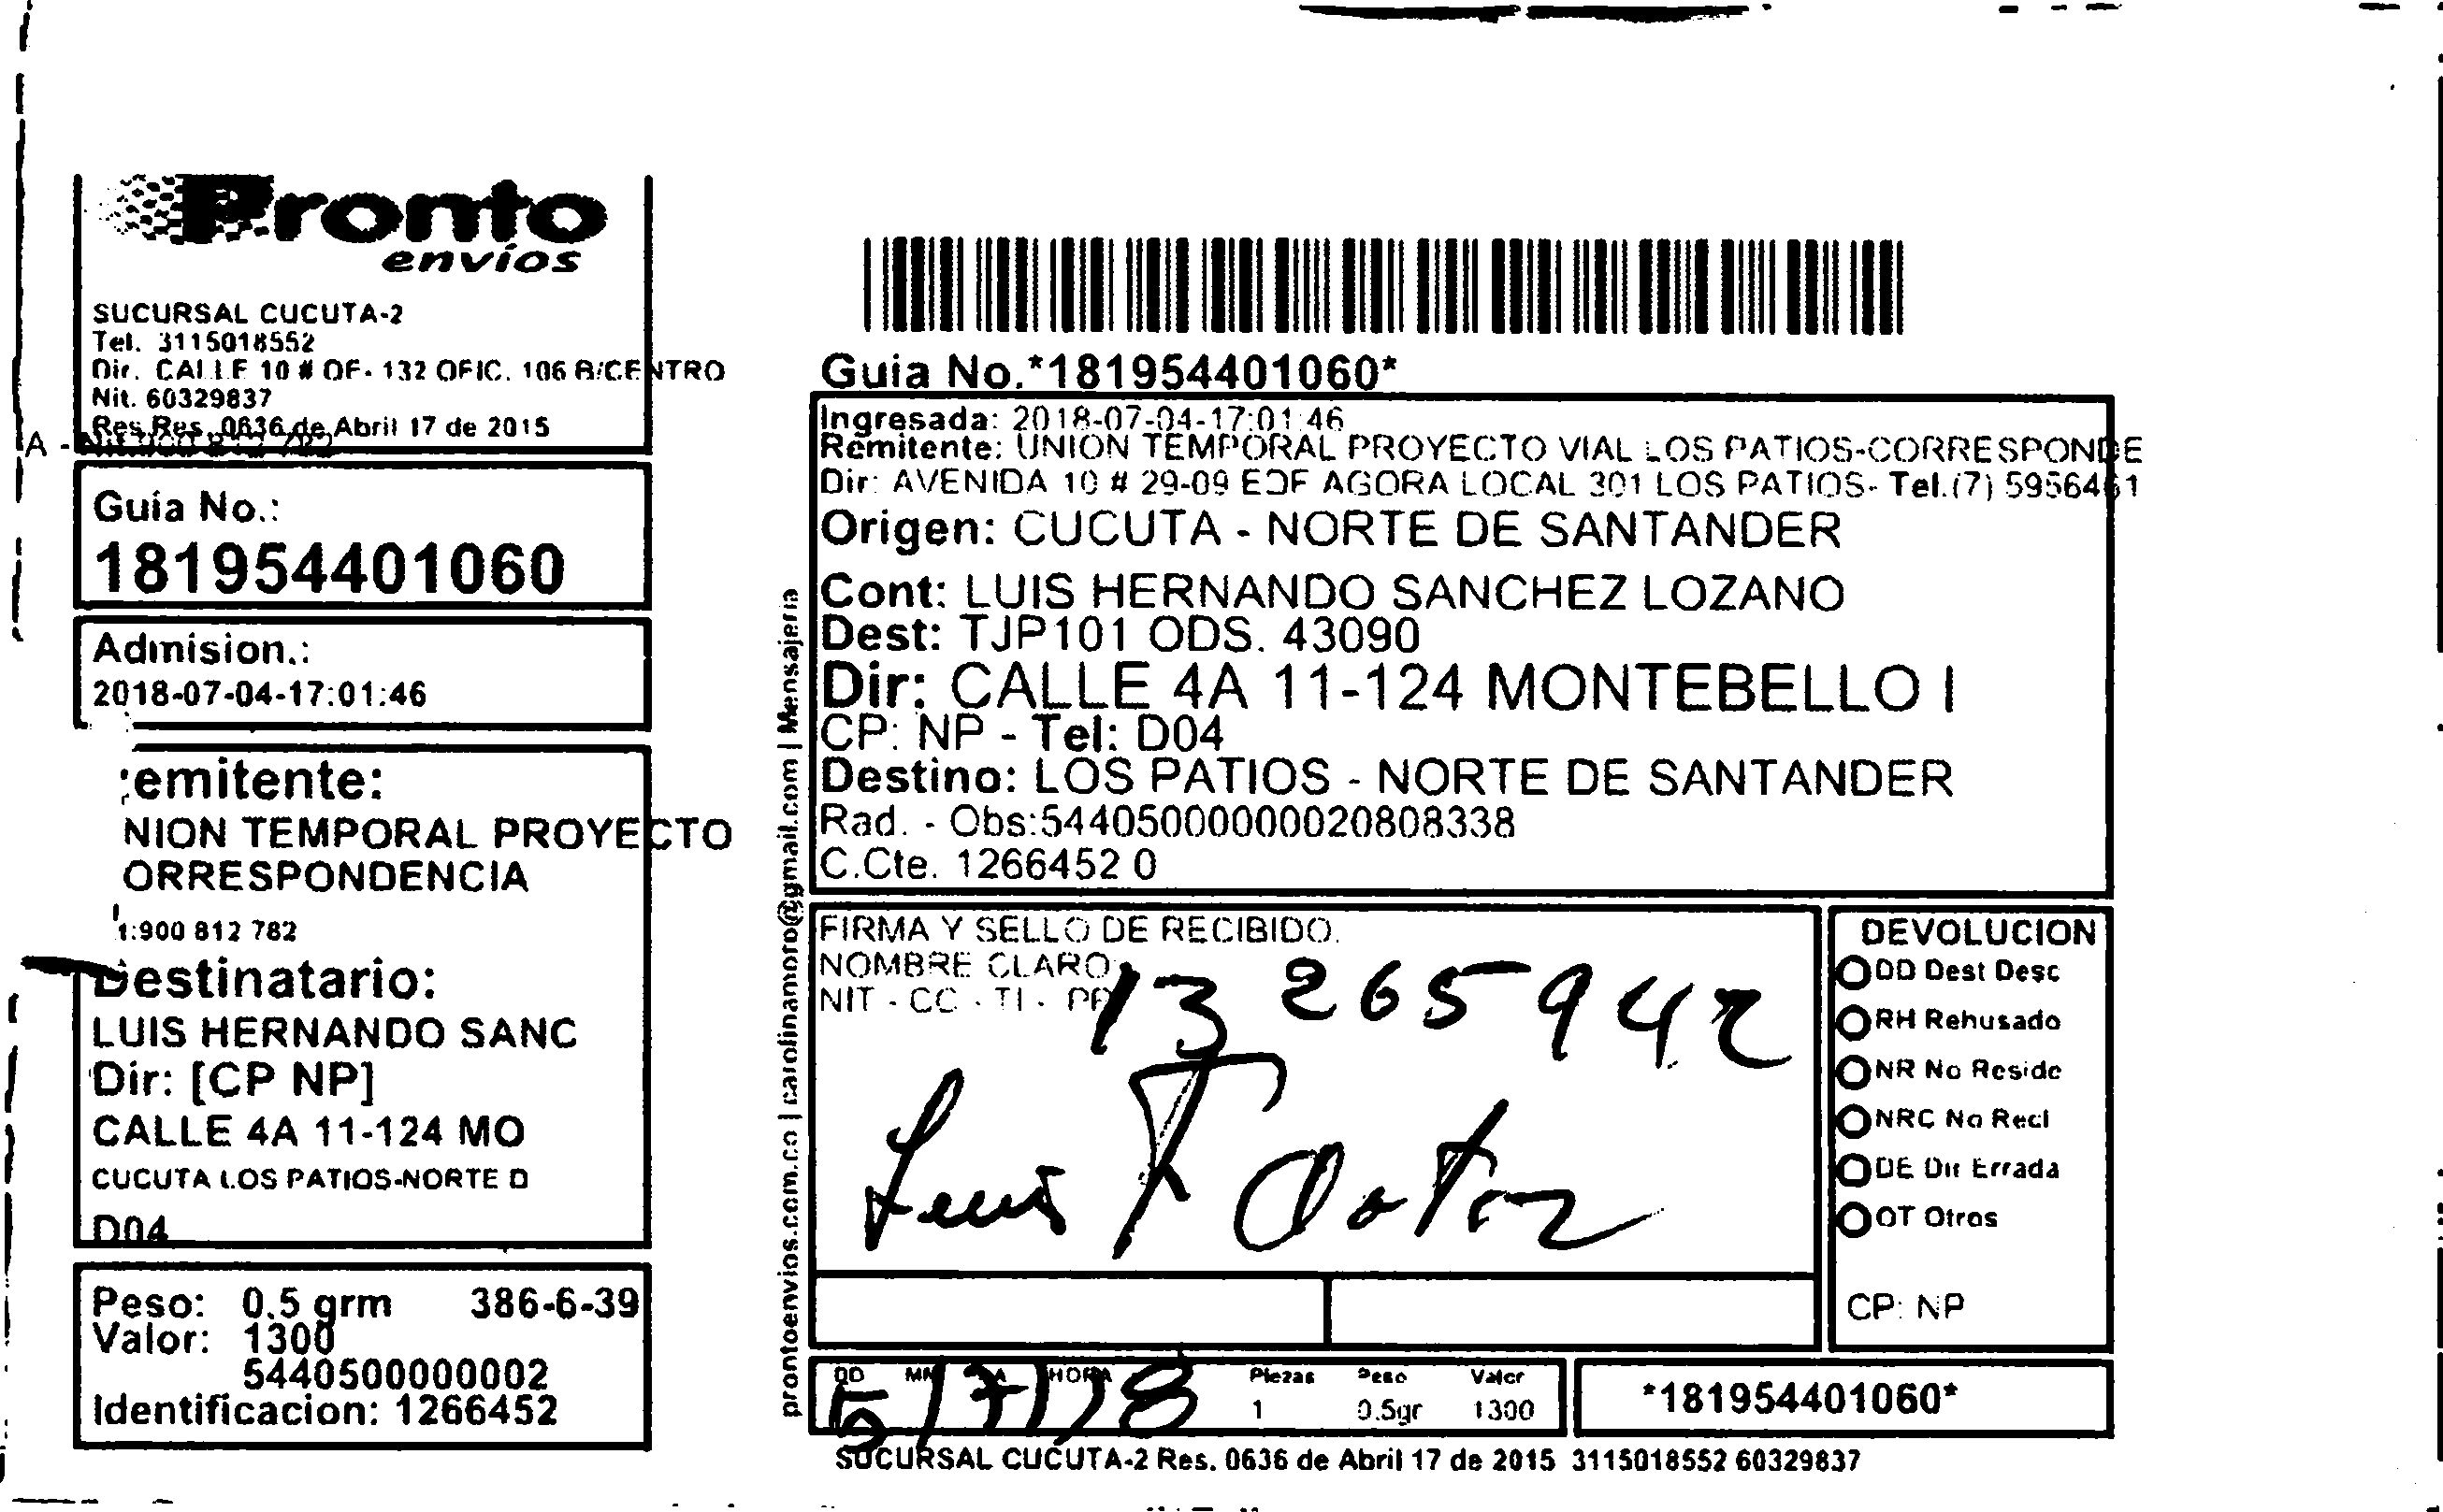 Pronto
envíos
SUCURSAL CUCUTA-2
Tel. 3115018552
Dir. CALLE 10 # OF- 132 OFIC. 106 B/CENTRO
Nit. 60329837
Res Res. 0636 de Abril 17 de 2015
Guia No.:
181954401060
Admision.:
2018-07-04-17:01:46
emitente:
NION TEMPORAL PROYECTO
ORRESPONDENCIA
:900 812 782
Destinatario:
LUIS HERNANDO SANC
Dir: [CP NP]
CALLE 4A 11-124 MO
CUCUTA LOS PATIOS-NORTE D
D04
Peso: 0.5 grm 386-6-39
Valor: 1300
5440500000002
Identificacion: 1266452
prontoenvios.com.co | carolinamoro@gmail.com | Mensajeria
Guia No.*181954401060*
Ingresada: 2018-07-04-17:01:46
Remitente: UNION TEMPORAL PROYECTO VIAL LOS PATIOS-CORRESPONDE
Dir: AVENIDA 10 # 29-09 EDF AGORA LOCAL 301 LOS PATIOS- Tel.(7) 5956461
Origen: CUCUTA - NORTE DE SANTANDER
Cont: LUIS HERNANDO SANCHEZ LOZANO
Dest: TJP101 ODS. 43090
Dir: CALLE 4A 11-124 MONTEBELLO I
CP: NP - Tel: D04
Destino: LOS PATIOS - NORTE DE SANTANDER
Rad. - Obs:544050000000020808338
C.Cte. 1266452 0
FIRMA Y SELLO DE RECIBIDO.
NOMBRE CLARO
NIT - CC - TI -
13 265942
Luis
DEVOLUCION
DD Dest Desc
RH Rehusado
NR No Reside
NRC No Recl
DE Dir Errada
OT Otros
CP: NP
DD MM HORA Piezas Peso Valor
5/7/18 1 0.5gr 1300
*181954401060*
SUCURSAL CUCUTA-2 Res. 0636 de Abril 17 de 2015 3115018552 60329837